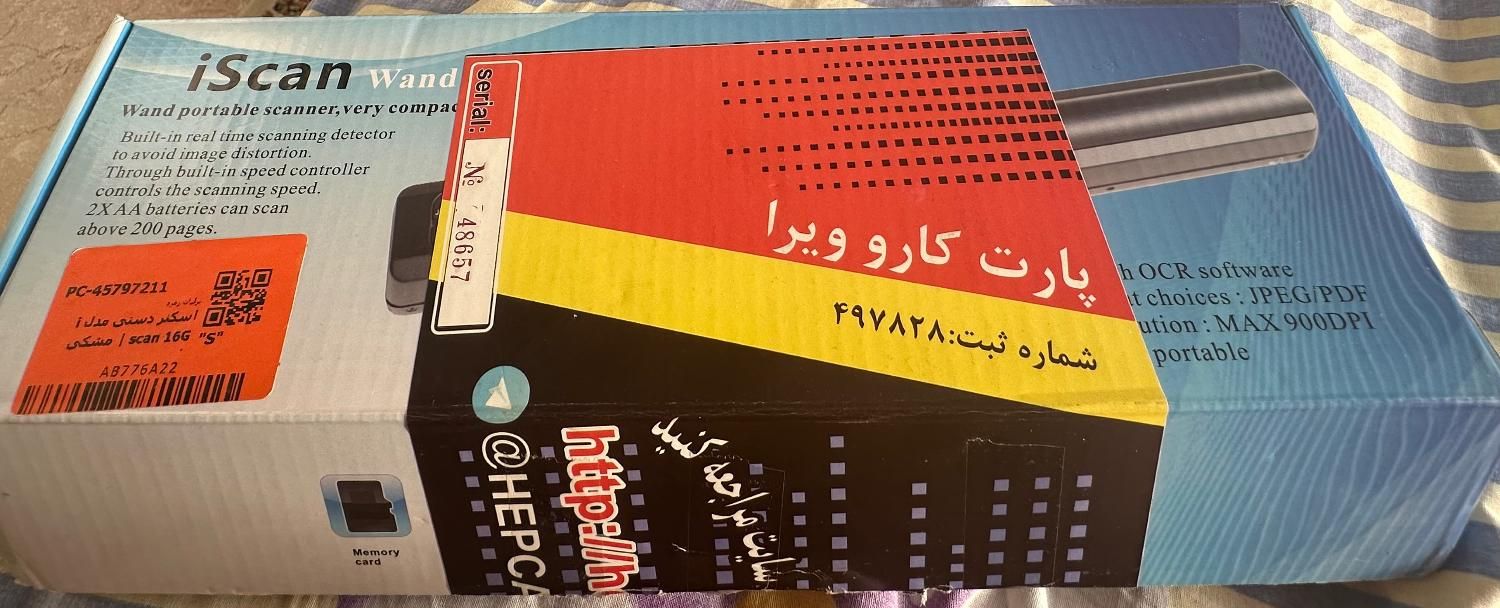 iScan Wand
Wand portable scanner,very compac
Built-in real time scanning detector
to avoid image distortion.
Through built-in speed controller
controls the scanning speed.
2X AA batteries can scan
above 200 pages.
PC-45797211
اسکنر دستی مدل i
scan 16G "S" | مشکی
AB776A22
serial:
№ 48657
پارت کارو ویرا
شماره ثبت:۴۹۷۸۲۸
h OCR software
t choices : JPEG/PDF
ution : MAX 900DPI
portable
@HEPCA
http://h
سایت مراجعه کنید
Memory
card